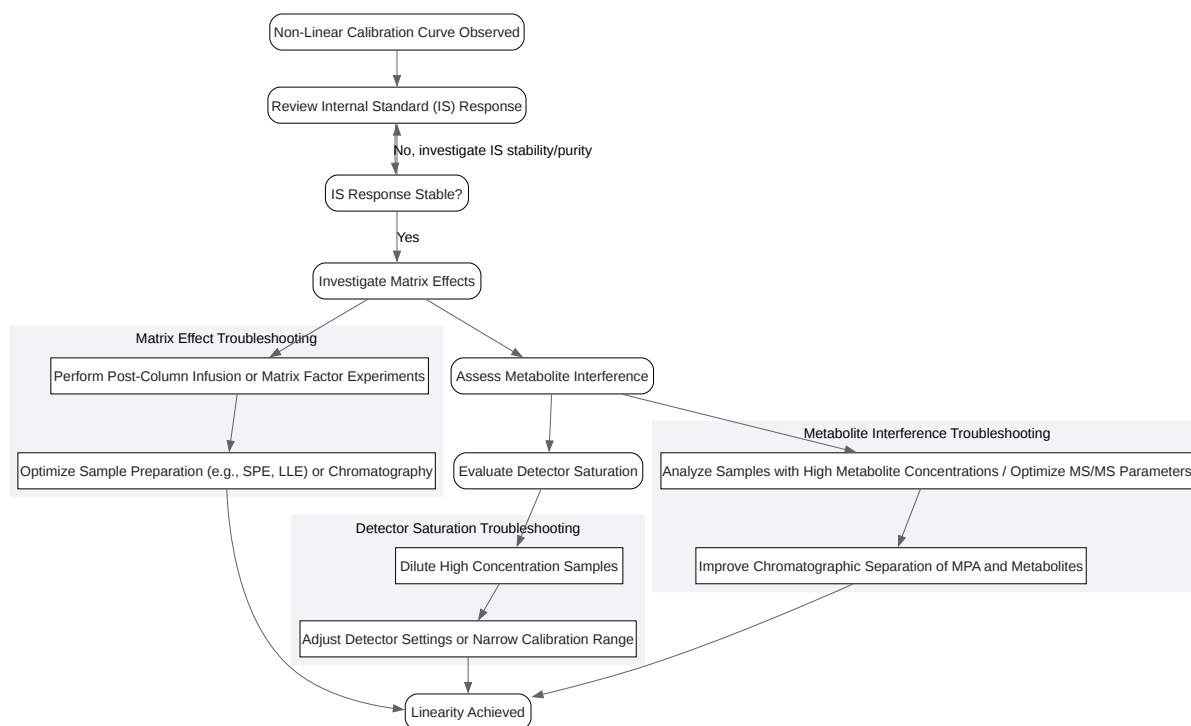 Non-Linear Calibration Curve Observed
Review Internal Standard (IS) Response
No, investigate IS stability/purity
IS Response Stable?
Yes
Investigate Matrix Effects
Matrix Effect Troubleshooting
Perform Post-Column Infusion or Matrix Factor Experiments
Assess Metabolite Interference
Metabolite Interference Troubleshooting
Optimize Sample Preparation (e.g., SPE, LLE) or Chromatography
Evaluate Detector Saturation
Analyze Samples with High Metabolite Concentrations / Optimize MS/MS Parameters
Detector Saturation Troubleshooting
Dilute High Concentration Samples
Improve Chromatographic Separation of MPA and Metabolites
Adjust Detector Settings or Narrow Calibration Range
Linearity Achieved